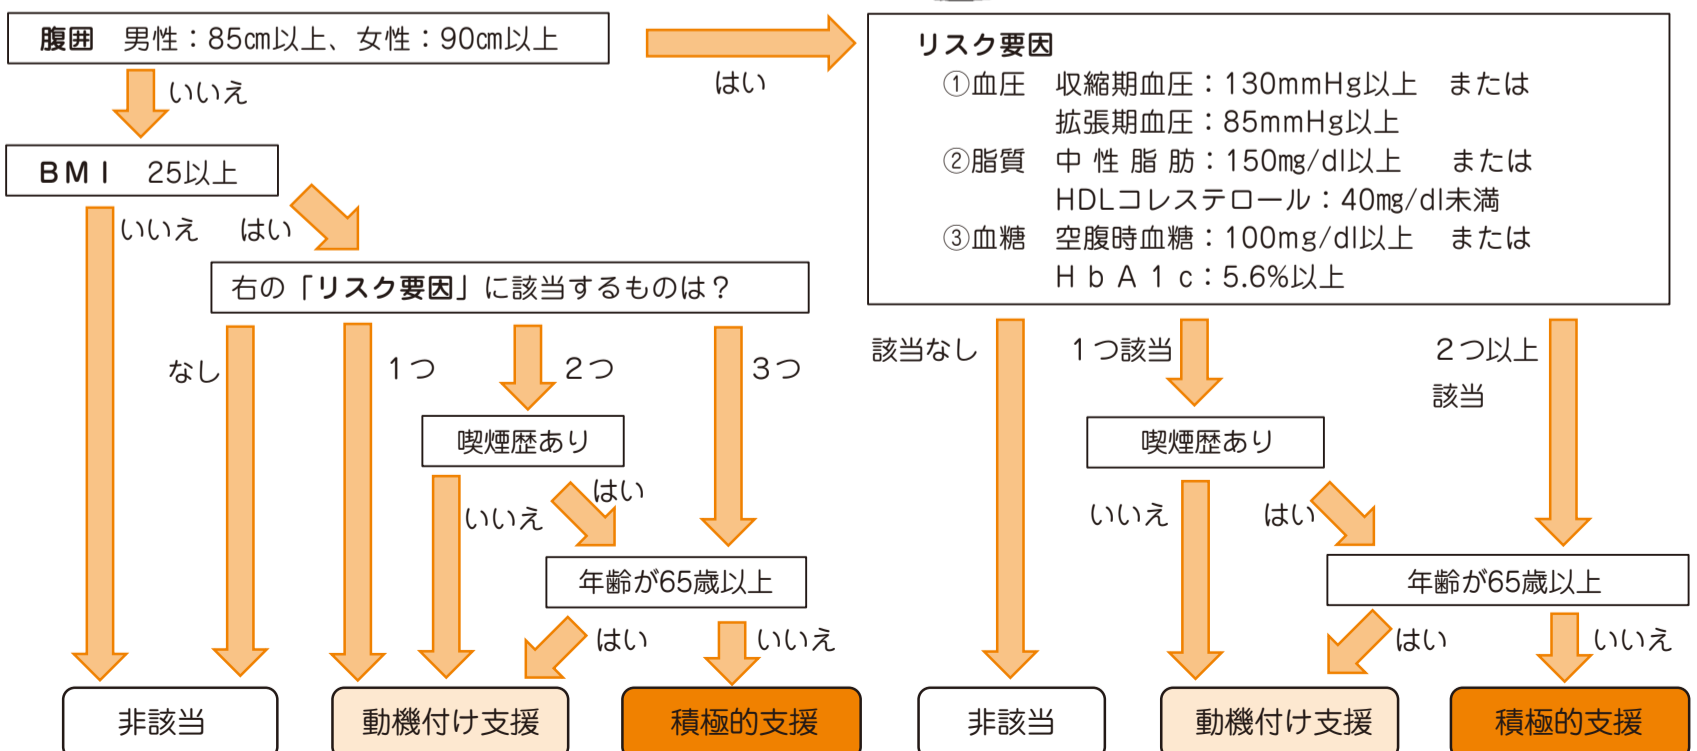 腹囲　男性：85㎝以上、女性：90㎝以上
はい
いいえ
ＢＭＩ　25以上
いいえ
はい
リスク要因
①血圧　収縮期血圧：130mmHg以上　または
拡張期血圧：85mmHg以上
②脂質　中性脂肪：150㎎/dl以上　または
HDLコレステロール：40㎎/dl未満
③血糖　空腹時血糖：100mg/dl以上　または
ＨｂＡ１ｃ：5.6%以上
右の「リスク要因」に該当するものは？
なし
１つ
２つ
３つ
喫煙歴あり
いいえ
はい
年齢が65歳以上
はい
いいえ
非該当
動機付け支援
積極的支援
該当なし
１つ該当
２つ以上
該当
喫煙歴あり
いいえ
はい
年齢が65歳以上
はい
いいえ
非該当
動機付け支援
積極的支援